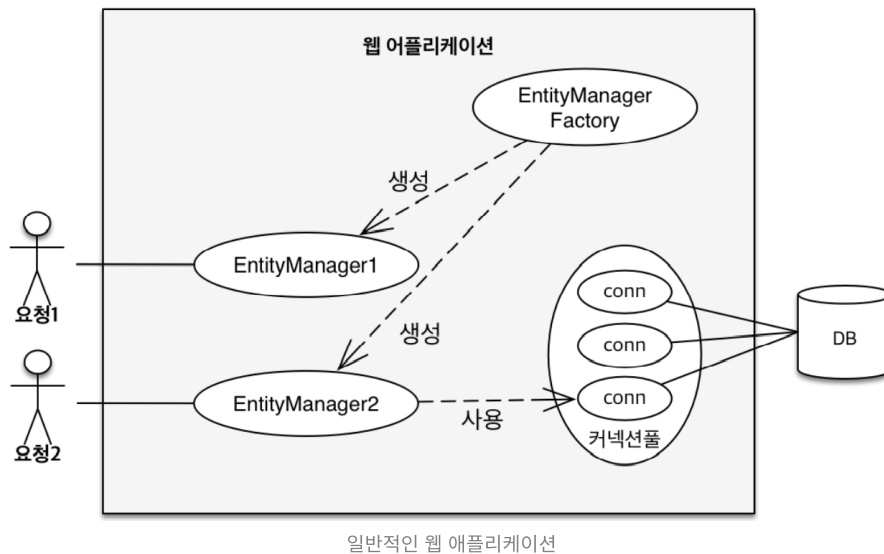 웹 어플리케이션
EntityManager
Factory
생성
EntityManager1
요청1
conn
생성
conn
DB
EntityManager2
사용
conn
커넥션풀
요청2
일반적인 웹 애플리케이션